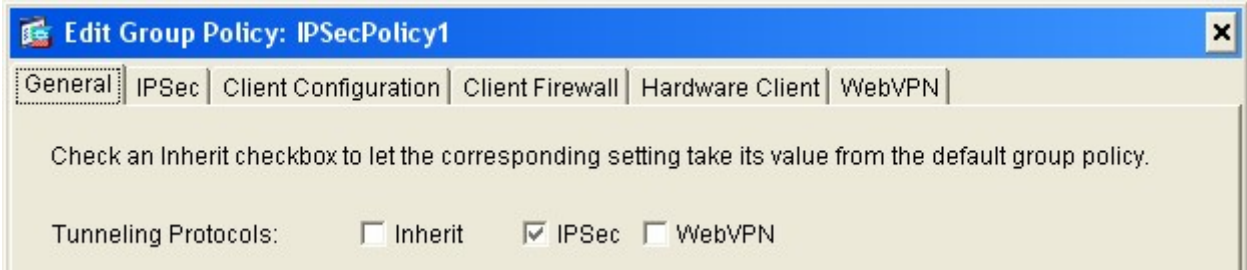 Edit Group Policy: IPSecPolicy1
General IPSec Client Configuration Client Firewall Hardware Client WebVPN
Check an Inherit checkbox to let the corresponding setting take its value from the default group policy.
Tunneling Protocols: Inherit IPSec WebVPN